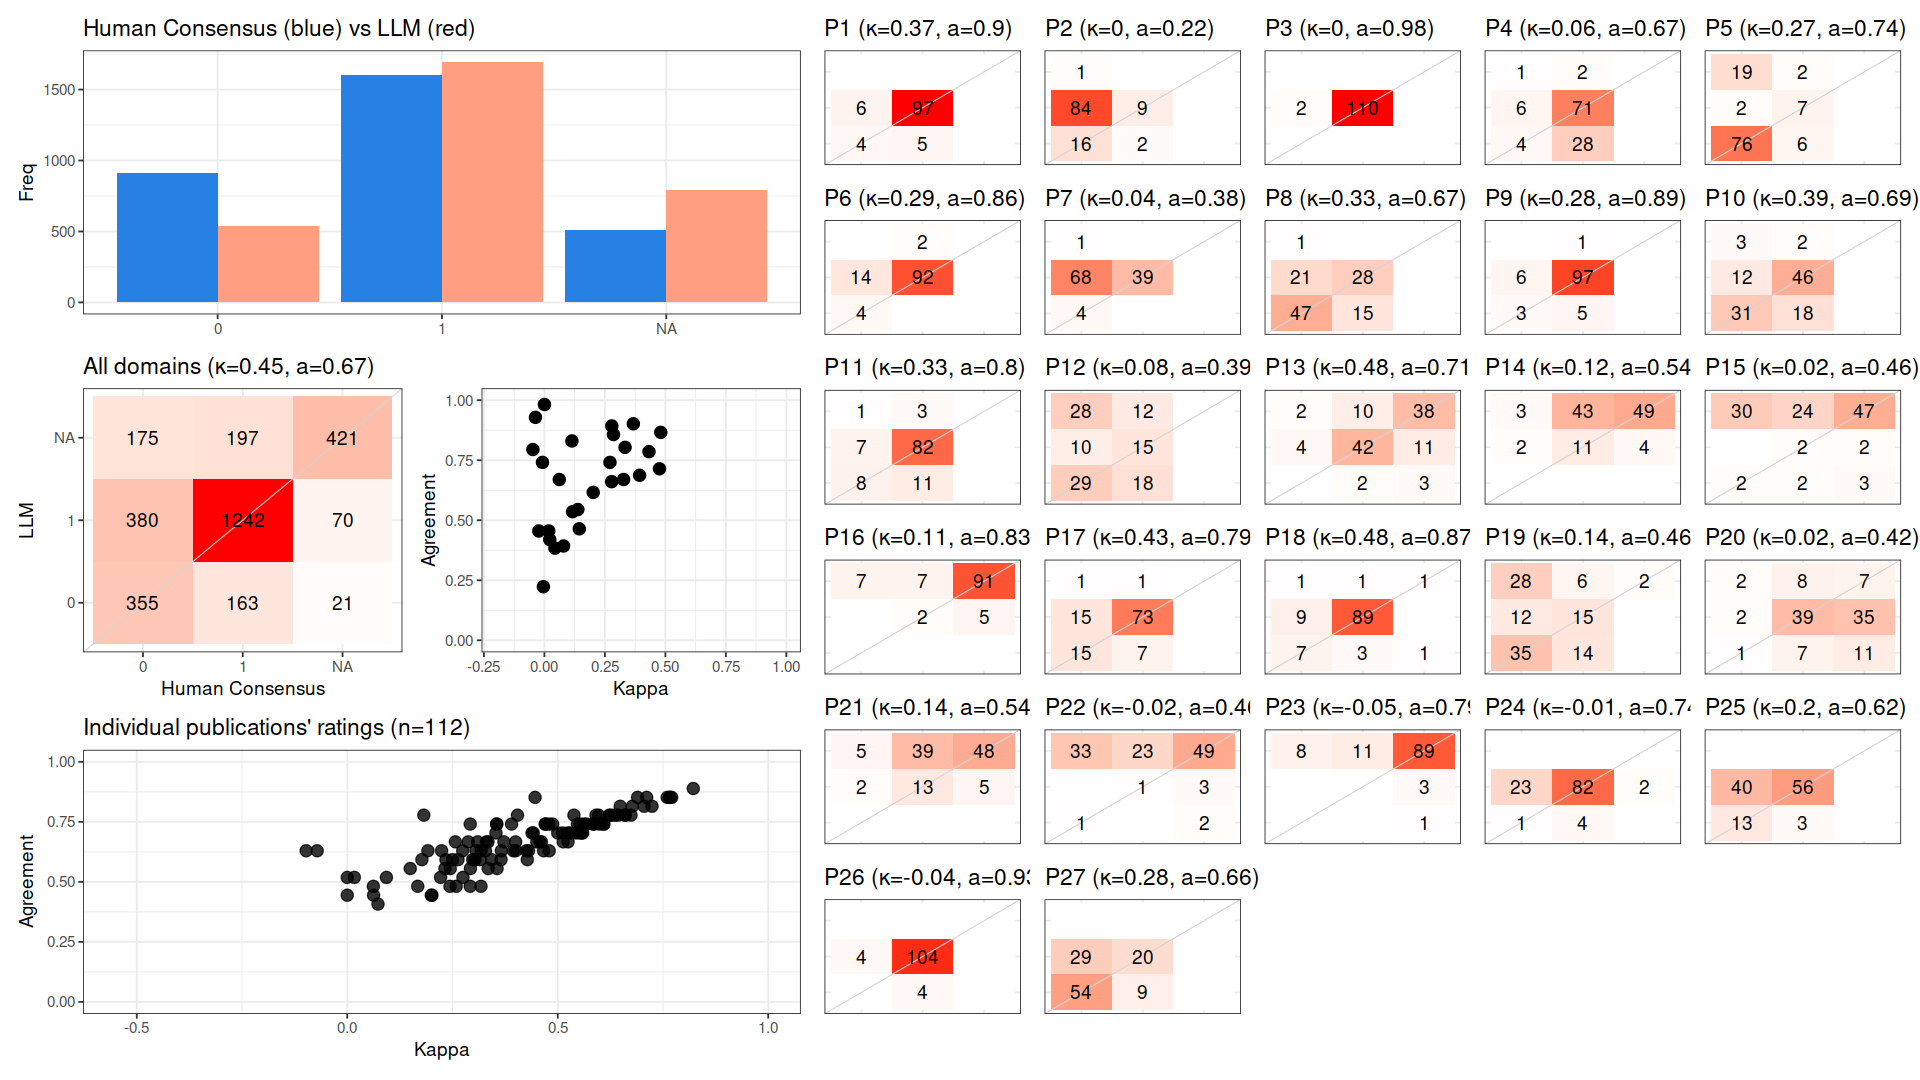 Human Consensus (blue) vs LLM (red)
Freq
1500
1000
500
0
0 1 NA
All domains (κ=0.45, a=0.67)
LLM
NA 175 197 421
1 380 1242 70
0 355 163 21
0 1 NA
Human Consensus
Agreement
1.00
0.75
0.50
0.25
0.00
-0.25 0.00 0.25 0.50 0.75 1.00
Kappa
Individual publications' ratings (n=112)
Agreement
1.00
0.75
0.50
0.25
0.00
-0.5 0.0 0.5 1.0
Kappa
P1 (κ=0.37, a=0.9)
6 97
4 5
P2 (κ=0, a=0.22)
1
84 9
16 2
P3 (κ=0, a=0.98)
2 110
P4 (κ=0.06, a=0.67)
1 2
6 71
4 28
P5 (κ=0.27, a=0.74)
19 2
2 7
76 6
P6 (κ=0.29, a=0.86)
2
14 92
4
P7 (κ=0.04, a=0.38)
1
68 39
4
P8 (κ=0.33, a=0.67)
1
21 28
47 15
P9 (κ=0.28, a=0.89)
1
6 97
3 5
P10 (κ=0.39, a=0.69)
3 2
12 46
31 18
P11 (κ=0.33, a=0.8)
1 3
7 82
8 11
P12 (κ=0.08, a=0.39
28 12
10 15
29 18
P13 (κ=0.48, a=0.71
2 10 38
4 42 11
2 3
P14 (κ=0.12, a=0.54
3 43 49
2 11 4
P15 (κ=0.02, a=0.46)
30 24 47
2 2
2 2 3
P16 (κ=0.11, a=0.83
7 7 91
2 5
P17 (κ=0.43, a=0.79
1 1
15 73
15 7
P18 (κ=0.48, a=0.87
1 1 1
9 89
7 3 1
P19 (κ=0.14, a=0.46
28 6 2
12 15
35 14
P20 (κ=0.02, a=0.42)
2 8 7
2 39 35
1 7 11
P21 (κ=0.14, a=0.54
5 39 48
2 13 5
P22 (κ=-0.02, a=0.4
33 23 49
1 3
1 2
P23 (κ=-0.05, a=0.7
8 11 89
3
1
P24 (κ=-0.01, a=0.7
23 82 2
1 4
P25 (κ=0.2, a=0.62)
40 56
13 3
P26 (κ=-0.04, a=0.9
4 104
4
P27 (κ=0.28, a=0.66)
29 20
54 9